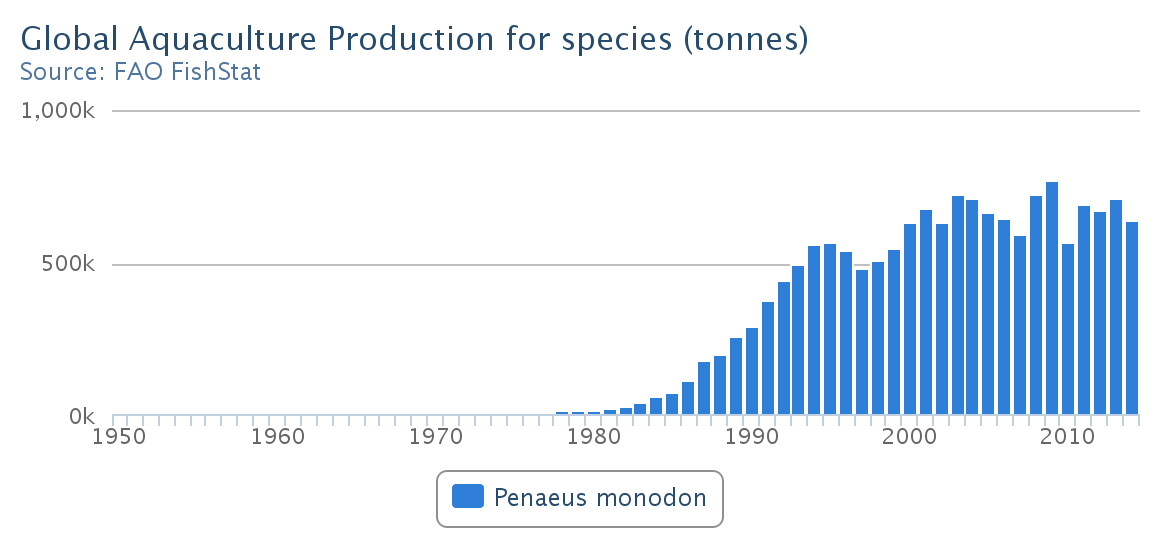 Global Aquaculture Production for species (tonnes)
Source: FAO FishStat
1,000k
500k
0k
1950 1960 1970 1980 1990 2000 2010
Penaeus monodon